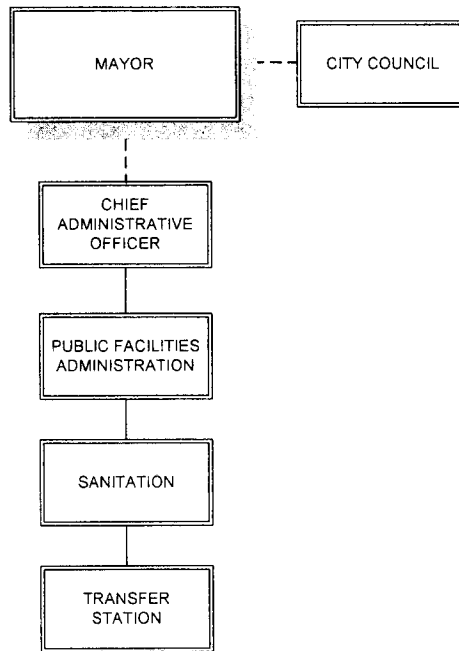 MAYOR
CITY COUNCIL
CHIEF
ADMINISTRATIVE
OFFICER
PUBLIC FACILITIES
ADMINISTRATION
SANITATION
TRANSFER
STATION